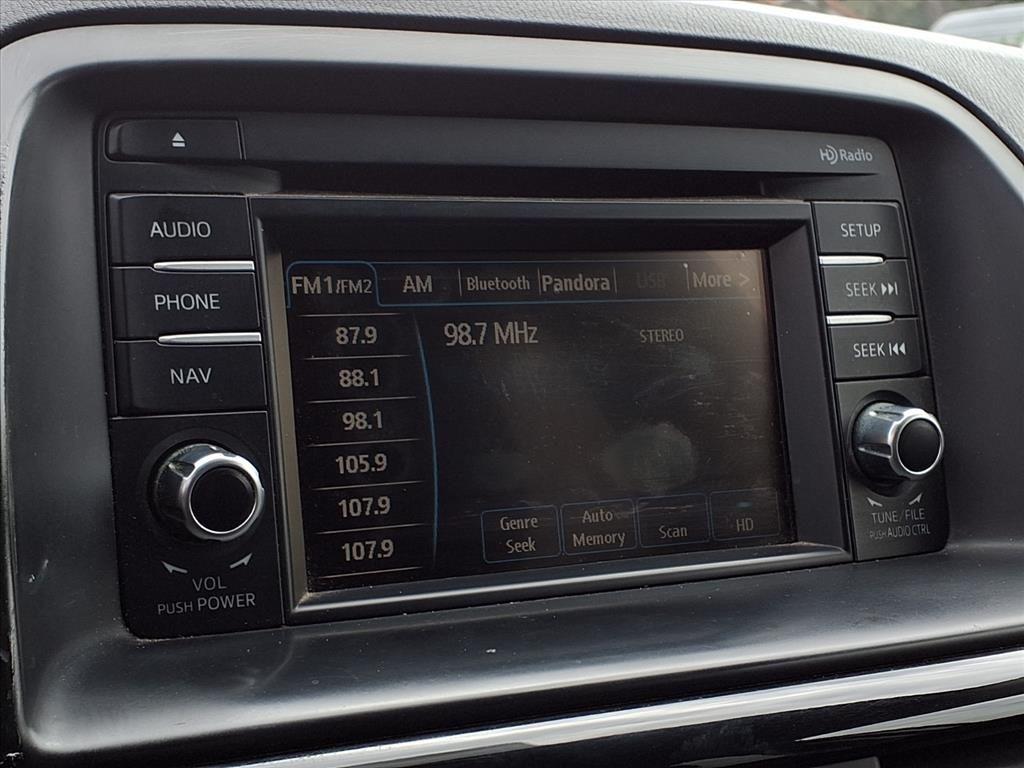 HD Radio
AUDIO
PHONE
NAV
VOL
PUSH POWER
FM1/FM2 AM Bluetooth Pandora USB More >
87.9
88.1
98.1
105.9
107.9
107.9
98.7 MHz STEREO
Genre Seek
Auto Memory
Scan
HD
SETUP
SEEK
SEEK
TUNE/FILE
PUSH AUDIO CTRL